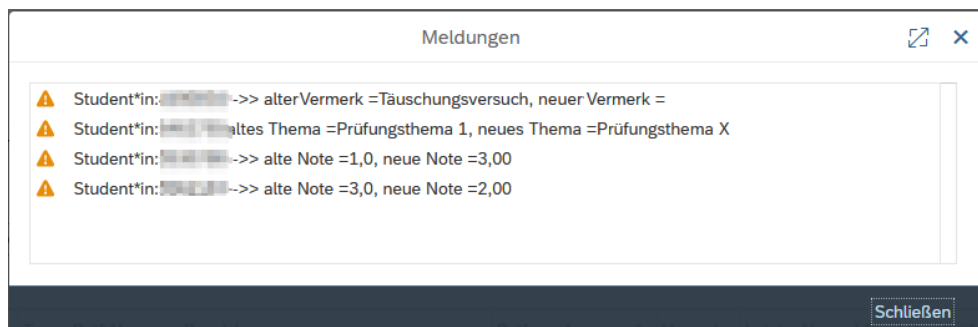 Meldungen
Student*in: ->> alter Vermerk =Täuschungsversuch, neuer Vermerk =
Student*in: altes Thema =Prüfungsthema 1, neues Thema =Prüfungsthema X
Student*in: ->> alte Note =1,0, neue Note =3,00
Student*in: ->> alte Note =3,0, neue Note =2,00
Schließen